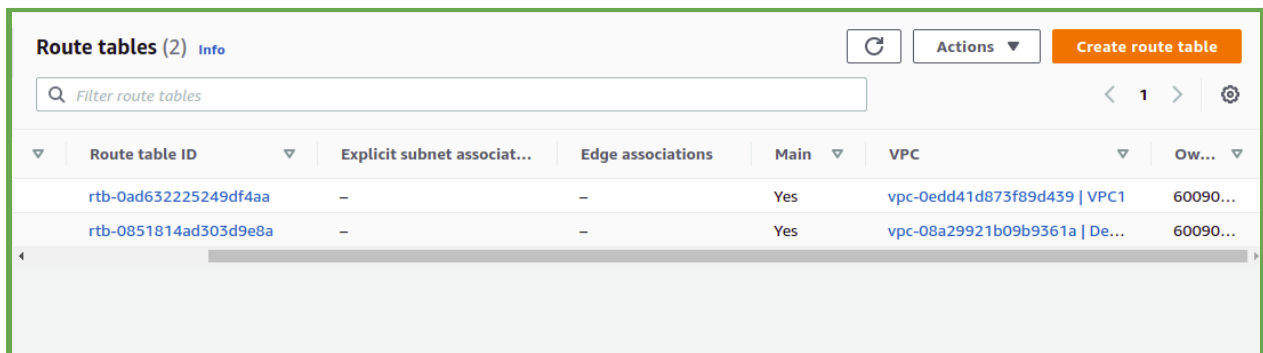 Route tables (2) Info
Actions
Create route table
Filter route tables
1
Route table ID Explicit subnet associat... Edge associations Main VPC Ow...
rtb-0ad632225249df4aa – – Yes vpc-0edd41d873f89d439 | VPC1 60090...
rtb-0851814ad303d9e8a – – Yes vpc-08a29921b09b9361a | De... 60090...